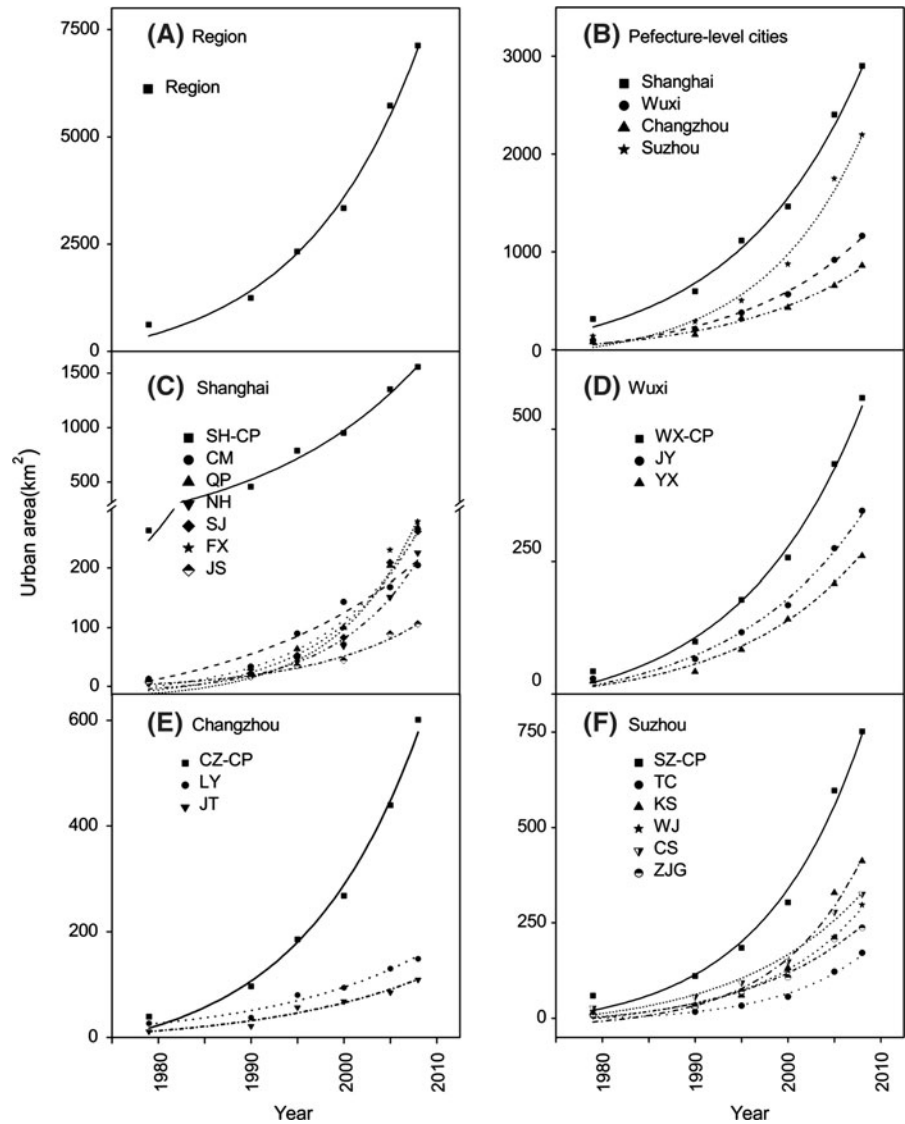 (A) Region
Region
7500
5000
2500
0
(B) Pefecture-level cities
Shanghai
Wuxi
Changzhou
Suzhou
3000
2000
1000
0
Urban area(km²)
(C) Shanghai
SH-CP
CM
QP
NH
SJ
FX
JS
1500
1000
500
200
100
0
(D) Wuxi
WX-CP
JY
YX
500
250
0
(E) Changzhou
CZ-CP
LY
JT
600
400
200
0
1980
1990
2000
2010
Year
(F) Suzhou
SZ-CP
TC
KS
WJ
CS
ZJG
750
500
250
0
1980
1990
2000
2010
Year